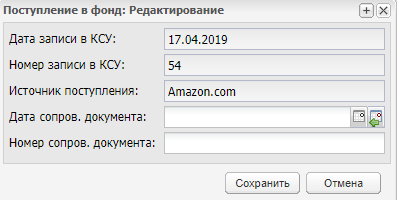 Поступление в фонд: Редактирование
Дата записи в КСУ: 17.04.2019
Номер записи в КСУ: 54
Источник поступления: Amazon.com
Дата сопров. документа:
Номер сопров. документа:
Сохранить Отмена